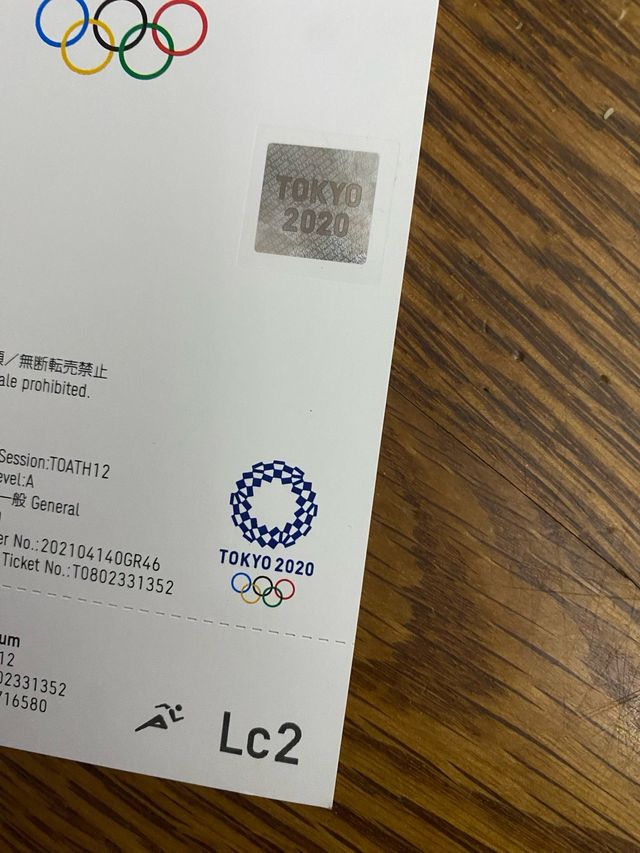 TOKYO
2020
/無断転売禁止
ale prohibited.
Session:TOATH12
evel:A
一般 General
er No.:202104140GR46
Ticket No.:T0802331352
TOKYO 2020
um
12
02331352
716580
Lc2